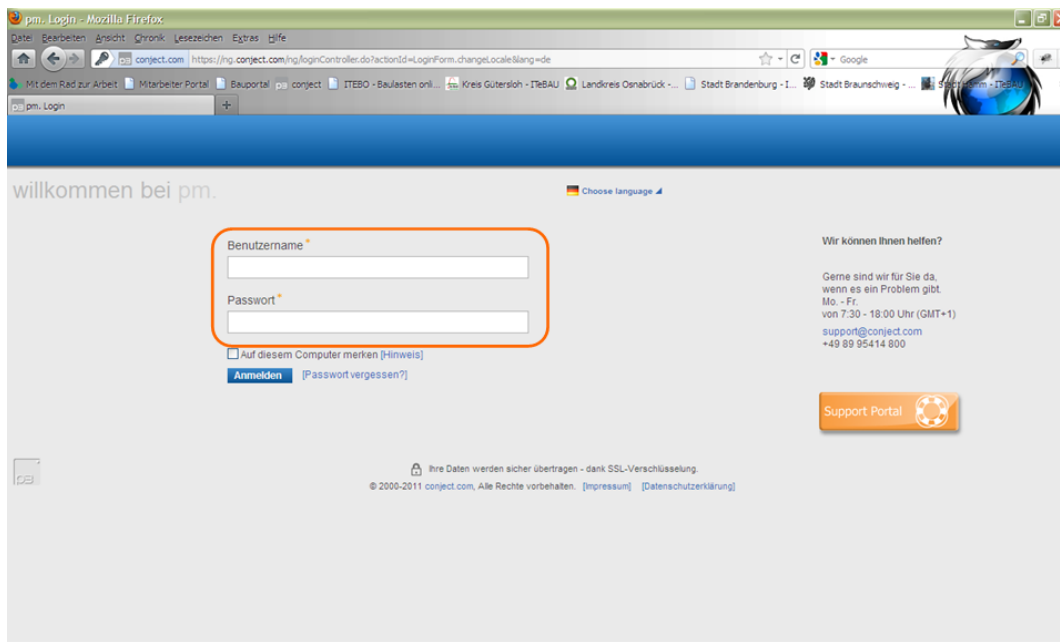 pm. Login - Mozilla Firefox
Datei Bearbeiten Ansicht Chronik Lesezeichen Extras Hilfe
conject.com https://ng.conject.com/ng/loginController.do?actionId=LoginForm.changeLocale&lang=de
Google
Mit dem Rad zur Arbeit Mitarbeiter Portal Bauportal conject ITEBO - Baulasten onli... Kreis Gütersloh - ITeBAU Landkreis Osnabrück -... Stadt Brandenburg - I... Stadt Braunschweig - ...
pm. Login
willkommen bei pm.
Choose language
Benutzername *
Passwort *
Auf diesem Computer merken [Hinweis]
Anmelden [Passwort vergessen?]
Wir können Ihnen helfen?
Gerne sind wir für Sie da,
wenn es ein Problem gibt.
Mo. - Fr.
von 7:30 - 18:00 Uhr (GMT+1)
support@conject.com
+49 89 95414 800
Support Portal
Ihre Daten werden sicher übertragen - dank SSL-Verschlüsselung.
© 2000-2011 conject.com, Alle Rechte vorbehalten. [Impressum] [Datenschutzerklärung]